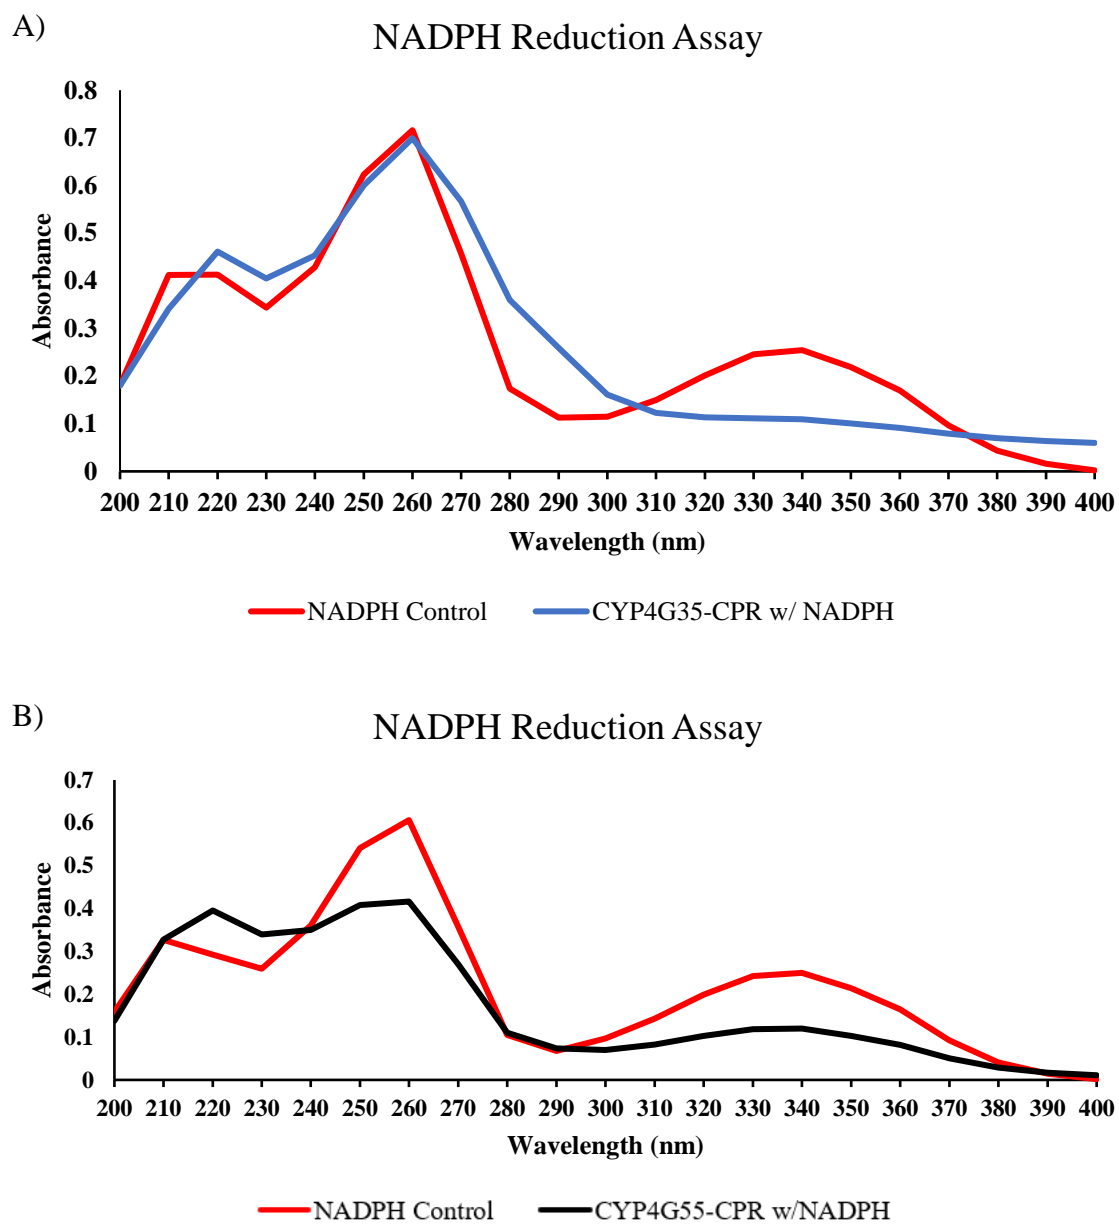 A)
NADPH Reduction Assay
0.8
0.7
0.6
0.5
0.4
0.3
0.2
0.1
0
Absorbance
200 210 220 230 240 250 260 270 280 290 300 310 320 330 340 350 360 370 380 390 400
Wavelength (nm)
NADPH Control CYP4G35-CPR w/ NADPH
B)
NADPH Reduction Assay
0.7
0.6
0.5
0.4
0.3
0.2
0.1
0
Absorbance
200 210 220 230 240 250 260 270 280 290 300 310 320 330 340 350 360 370 380 390 400
Wavelength (nm)
NADPH Control CYP4G55-CPR w/NADPH